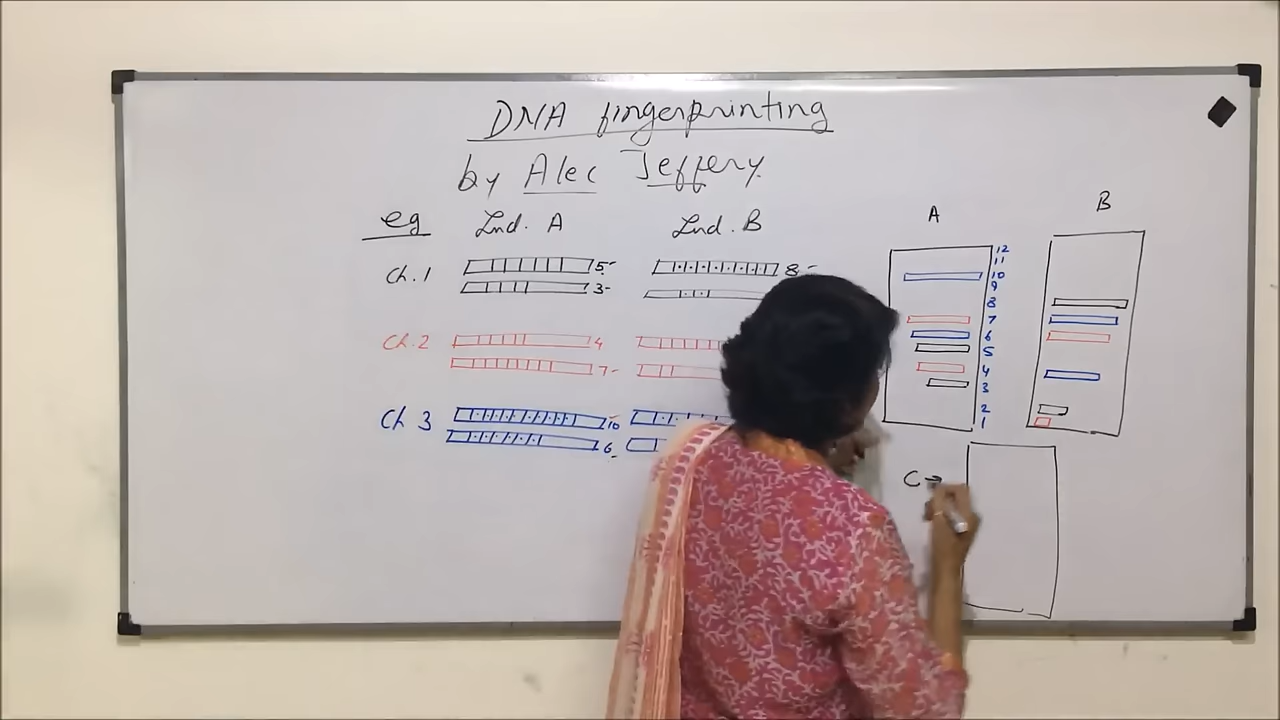 DNA fingerprinting
by Alec Jeffery
eg Ind. A Ind. B
Ch. 1 5- 8-
3-
Ch. 2 4
7-
Ch 3 10
6-
A B
12
11
10
9
8
7
6
5
4
3
2
1
C →